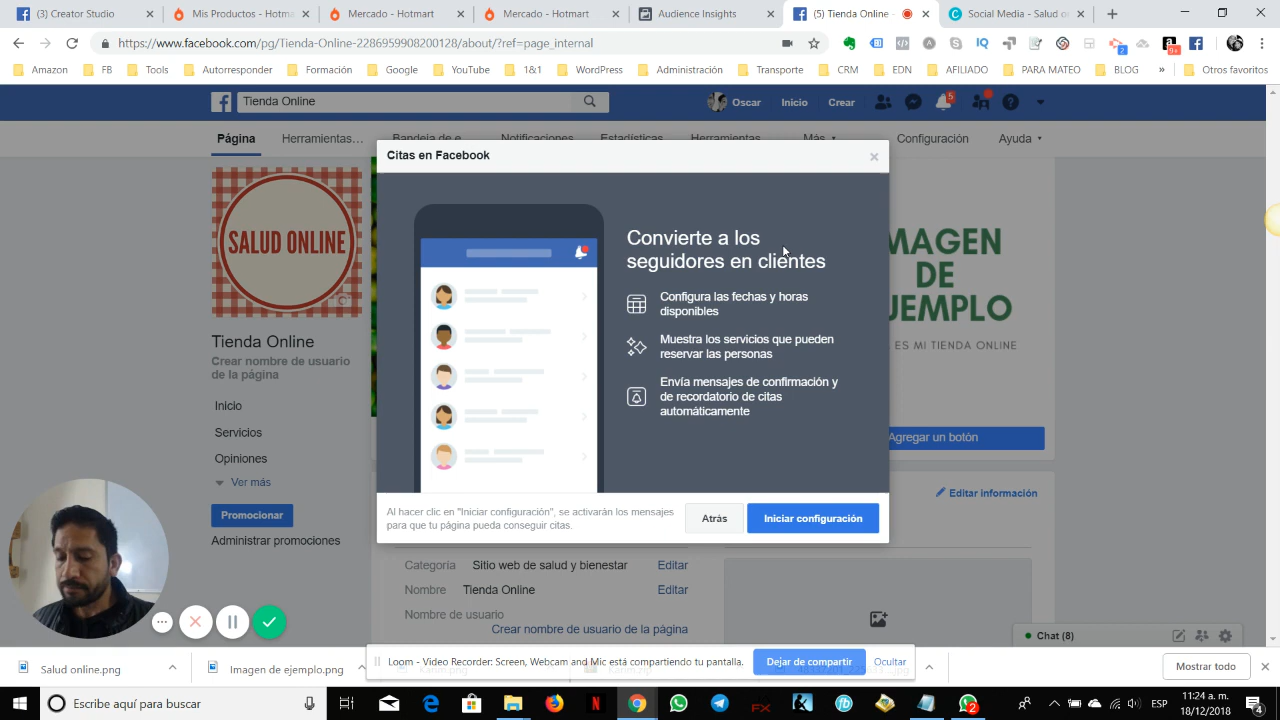 (3) Creator Studio
Mis Productos - Hotm
Mercado - Hotmart
Mercado - Hotmart
Audience Insights
(5) Tienda Online -
Social Media - Salud o
https://www.facebook.com/pg/Tienda-Online-2286959908200128/about/?ref=page_internal
Amazon
FB
Tools
Autorresponder
Formación
Google
YouTube
1&1
WordPress
Administración
Transporte
CRM
EDN
AFILIADO
PARA MATEO
BLOG
»
Otros favoritos
Tienda Online
Oscar
Inicio
Crear
5
Página
Herramientas…
Bandeja de e
Notificaciones
Estadísticas
Herramientas
Más
Configuración
Ayuda
Citas en Facebook
SALUD ONLINE
Convierte a los
seguidores en clientes
Configura las fechas y horas
disponibles
Muestra los servicios que pueden
reservar las personas
Envía mensajes de confirmación y
de recordatorio de citas
automáticamente
MAGEN
DE
JEMPLO
ES MI TIENDA ONLINE
Tienda Online
Crear nombre de usuario
de la página
Inicio
Servicios
Opiniones
Ver más
Promocionar
Administrar promociones
Agregar un botón
Editar información
Al hacer clic en "Iniciar configuración", se activarán los mensajes
para que tu página pueda conseguir citas.
Atrás
Iniciar configuración
Categoría
Sitio web de salud y bienestar
Editar
Nombre
Tienda Online
Editar
Nombre de usuario
Crear nombre de usuario de la página
Chat (8)
Salud online.png
Imagen de ejemplo.png
Loom - Video Recorder: Screen, Webcam and Mic está compartiendo tu pantalla.
Dejar de compartir
Ocultar
Mostrar todo
Escribe aquí para buscar
ESP
11:24 a. m.
18/12/2018